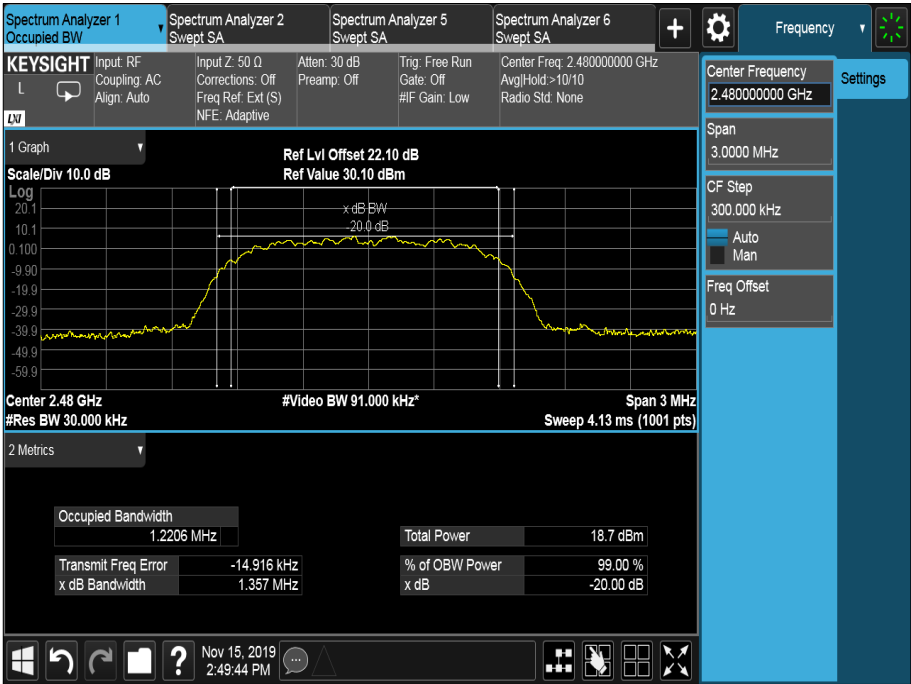 Spectrum Analyzer 1
Occupied BW
Spectrum Analyzer 2
Swept SA
Spectrum Analyzer 5
Swept SA
Spectrum Analyzer 6
Swept SA
+
Frequency
KEYSIGHT
L
LXI
Input: RF
Coupling: AC
Align: Auto
Input Z: 50 Ω
Corrections: Off
Freq Ref: Ext (S)
NFE: Adaptive
Atten: 30 dB
Preamp: Off
Trig: Free Run
Gate: Off
#IF Gain: Low
Center Freq: 2.480000000 GHz
Avg|Hold:>10/10
Radio Std: None
Center Frequency
2.480000000 GHz
Settings
Span
3.0000 MHz
CF Step
300.000 kHz
Auto
Man
Freq Offset
0 Hz
1 Graph
Scale/Div 10.0 dB
Ref Lvl Offset 22.10 dB
Ref Value 30.10 dBm
Log
20.1
10.1
0.100
-9.90
-19.9
-29.9
-39.9
-49.9
-59.9
x dB BW
-20.0 dB
Center 2.48 GHz
#Video BW 91.000 kHz*
Span 3 MHz
#Res BW 30.000 kHz
Sweep 4.13 ms (1001 pts)
2 Metrics
Occupied Bandwidth
1.2206 MHz
Total Power 18.7 dBm
Transmit Freq Error -14.916 kHz
% of OBW Power 99.00 %
x dB Bandwidth 1.357 MHz
x dB -20.00 dB
?
Nov 15, 2019
2:49:44 PM